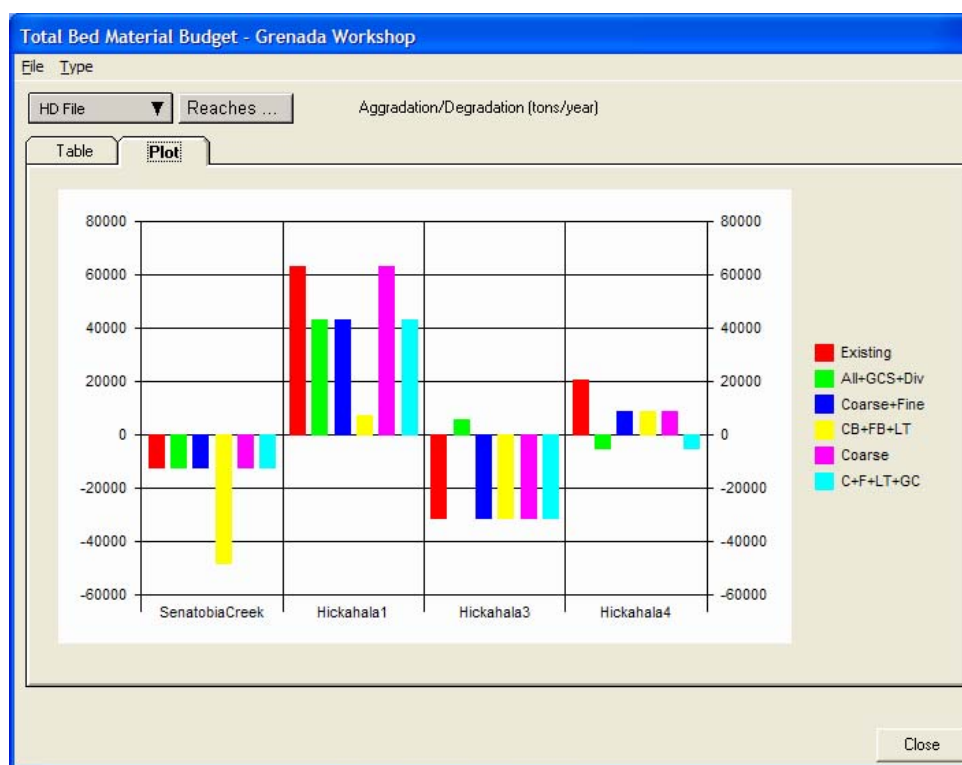 Total Bed Material Budget - Grenada Workshop
File Type
HD File ▼ Reaches ... Aggradation/Degradation (tons/year)
Table Plot
80000 80000
60000 60000
40000 40000
20000 20000
0 0
-20000 -20000
-40000 -40000
-60000 -60000
SenatobiaCreek Hickahala1 Hickahala3 Hickahala4
Existing
All+GCS+Div
Coarse+Fine
CB+FB+LT
Coarse
C+F+LT+GC
Close